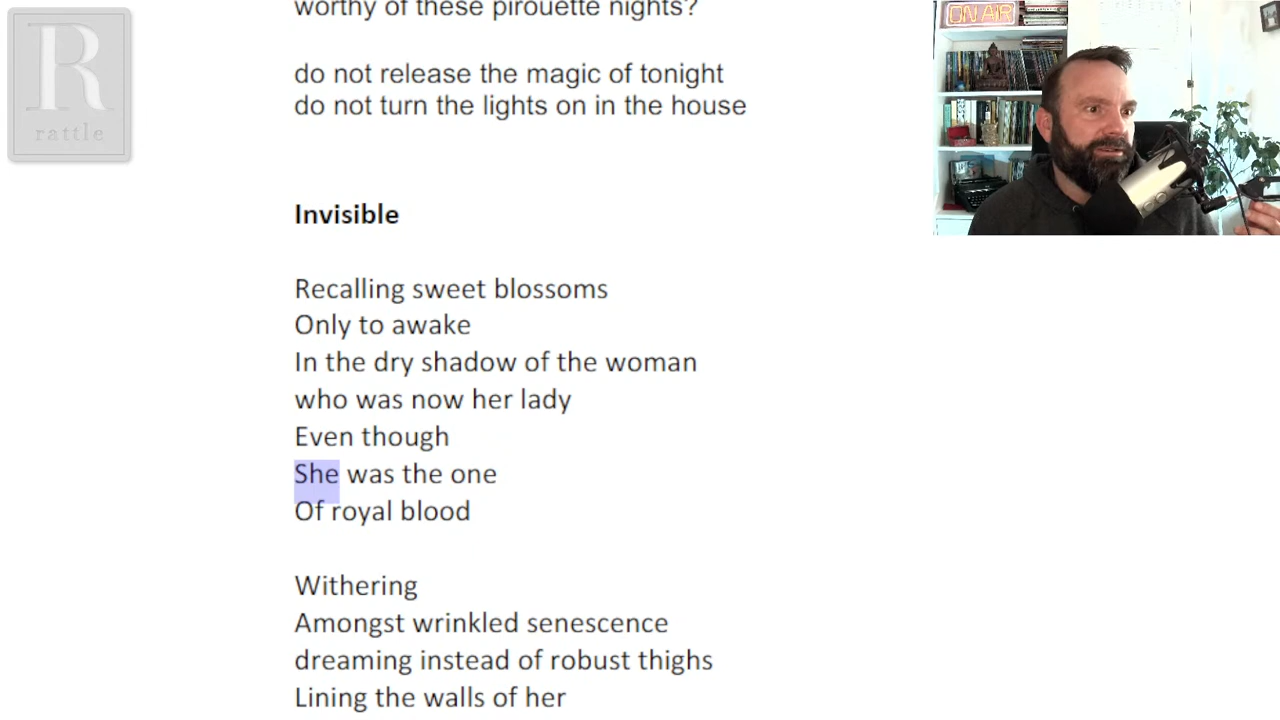 worthy of these pirouette nights?
do not release the magic of tonight
do not turn the lights on in the house
R
rattle
ON AIR
Invisible
Recalling sweet blossoms
Only to awake
In the dry shadow of the woman
who was now her lady
Even though
She was the one
Of royal blood
Withering
Amongst wrinkled senescence
dreaming instead of robust thighs
Lining the walls of her